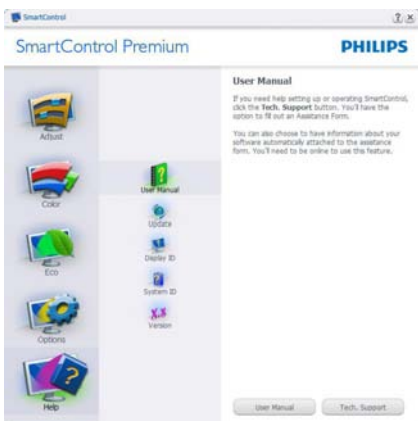 SmartControl
SmartControl Premium
PHILIPS
Adjust
Color
Eco
Options
Help
User Manual
Update
Display ID
System ID
X.x
Version
User Manual
If you need help setting up or operating SmartControl,
click the Tech. Support button. You'll have the
option to fill out an Assistance Form.
You can also choose to have information about your
software automatically attached to the assistance
form. You'll need to be online to use this feature.
User Manual
Tech. Support